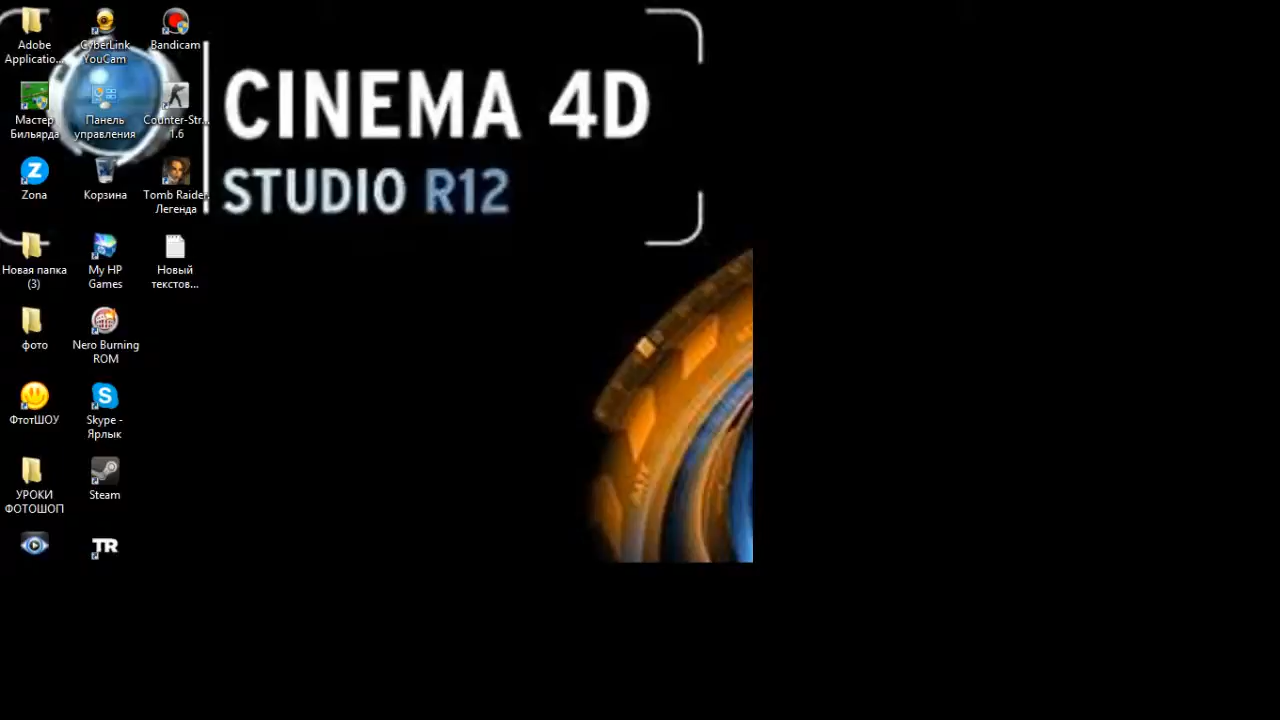 Adobe
Applicatio...
CyberLink
YouCam
Bandicam
CINEMA 4D
STUDIO R12
Мастер
Бильярда
Панель
управления
Counter-Str...
1.6
Z
Zona
Корзина
Tomb Raider.
Легенда
Новая папка
(3)
My HP
Games
Новый
текстов...
фото
Nero Burning
ROM
ФтотШОУ
S
Skype -
Ярлык
УРОКИ
ФОТОШОП
Steam
TR